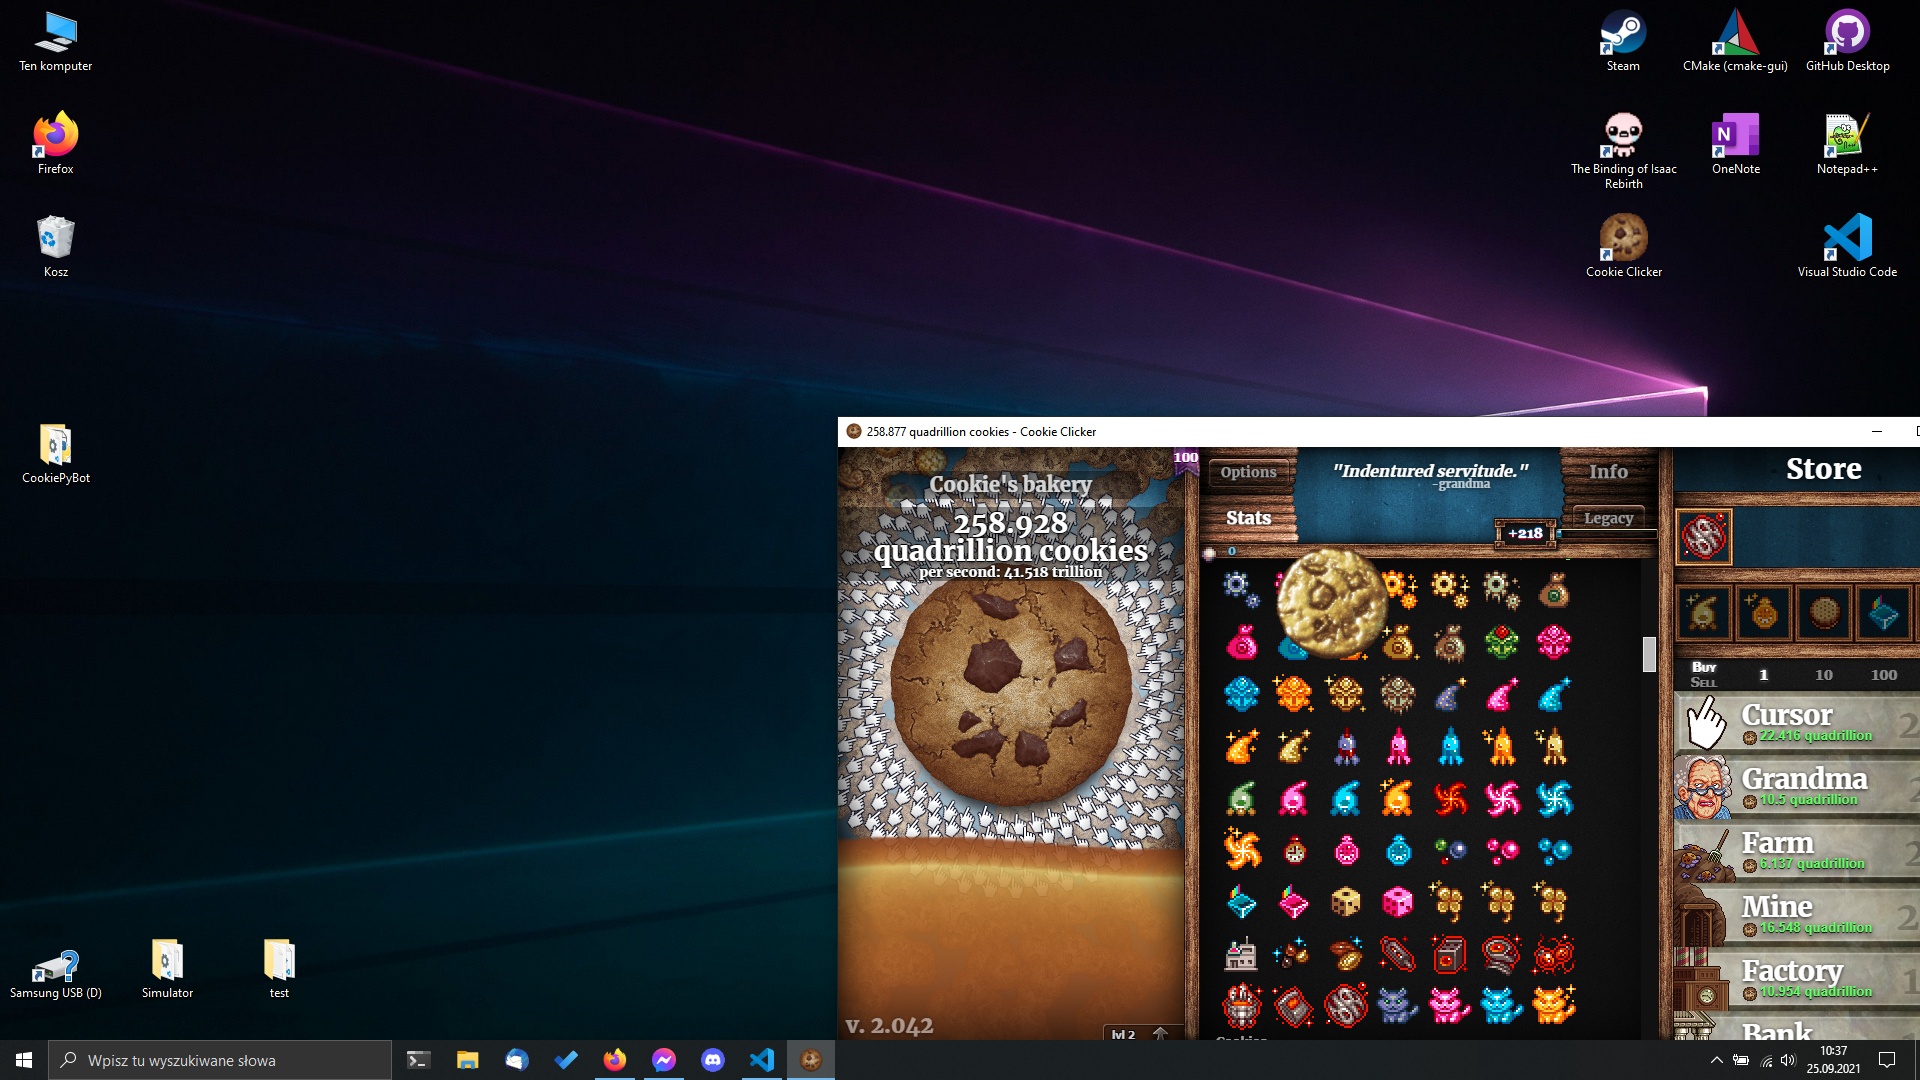 Ten komputer
Firefox
Kosz
CookiePyBot
Samsung USB (D)
Simulator
test
Steam
CMake (cmake-gui)
GitHub Desktop
The Binding of Isaac
Rebirth
OneNote
Notepad++
Cookie Clicker
Visual Studio Code
258.877 quadrillion cookies - Cookie Clicker
Cookie's bakery
258.928
quadrillion cookies
per second: 41.518 trillion
100
v. 2.042
lvl 2
Options
Stats
"Indentured servitude."
-grandma
Info
Legacy
+218
0
Store
Buy
Sell
1
10
100
Cursor
22.416 quadrillion
Grandma
10.5 quadrillion
Farm
6.137 quadrillion
Mine
16.548 quadrillion
Factory
10.954 quadrillion
Bank
Wpisz tu wyszukiwane słowa
10:37
25.09.2021